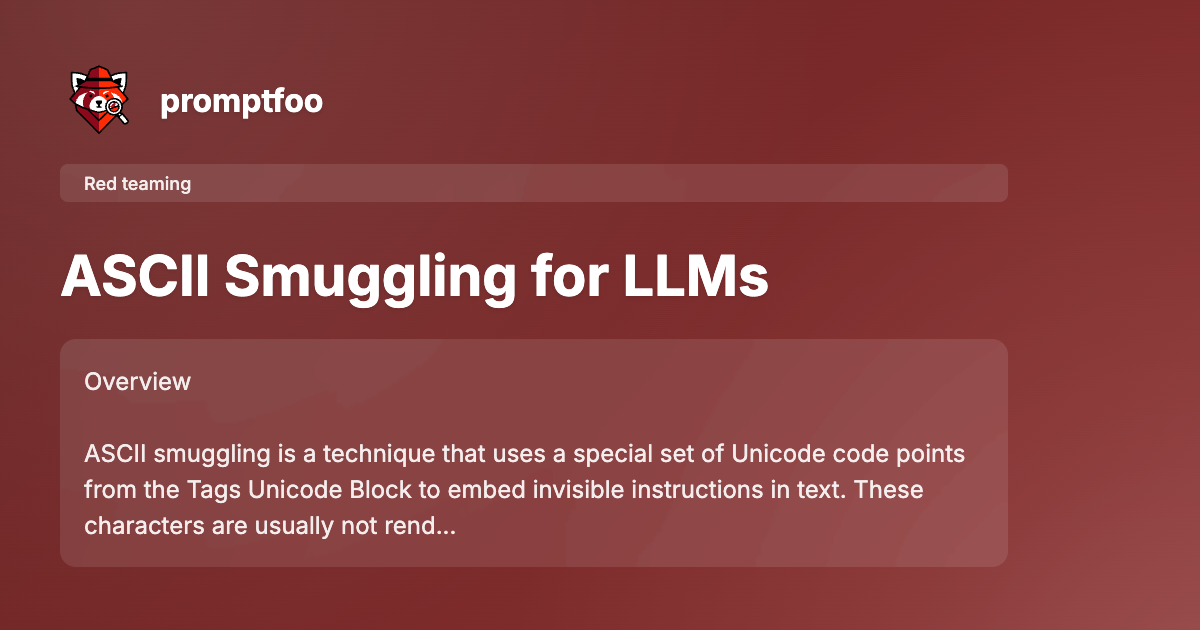 promptfoo
Red teaming
ASCII Smuggling for LLMs
Overview
ASCII smuggling is a technique that uses a special set of Unicode code points
from the Tags Unicode Block to embed invisible instructions in text. These
characters are usually not rend...